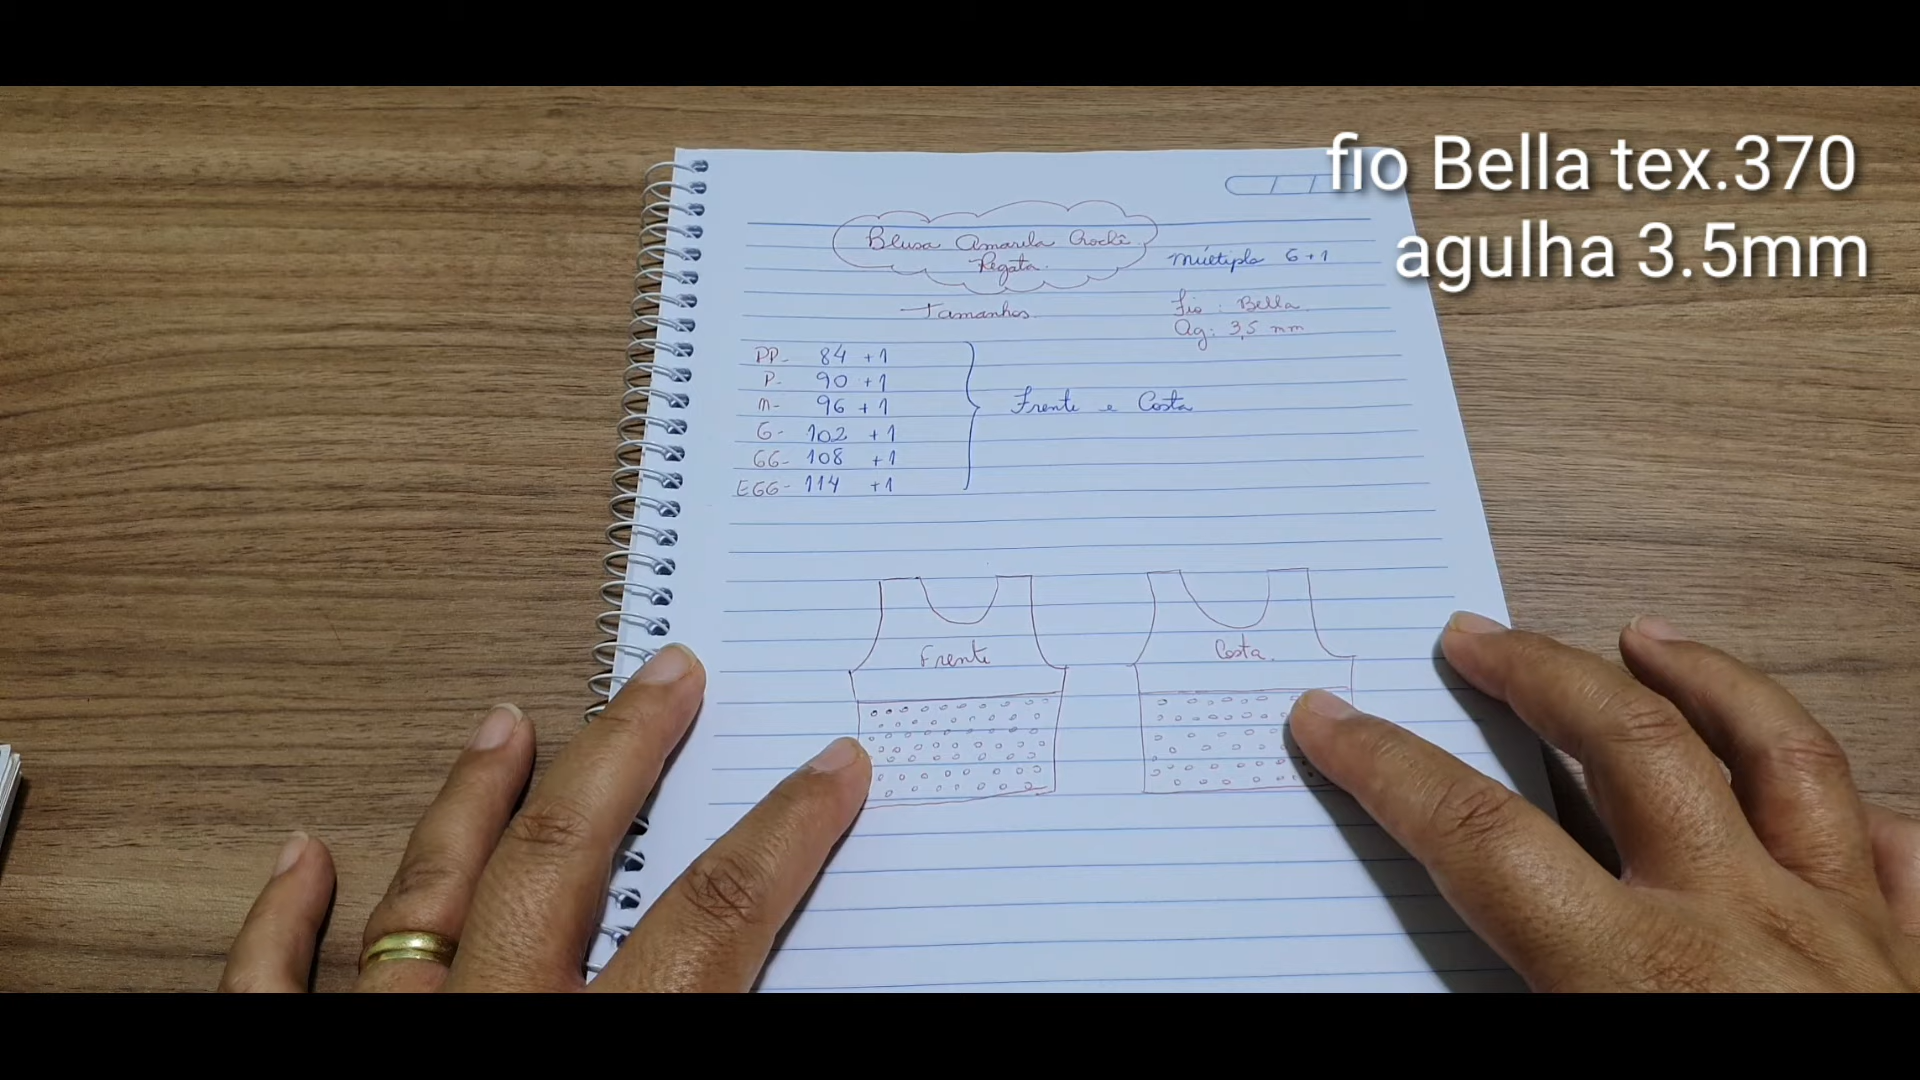 fio Bella tex.370
agulha 3.5mm
Blusa Amarela Crochê
Regata.
Múltiplo 6+1
Tamanhos
Fio: Bella
Ag: 3,5 mm
PP- 84 +1
P- 90 +1
M- 96 +1
G- 102 +1
GG- 108 +1
EGG- 114 +1
Frente e Costa
Frente
Costa.